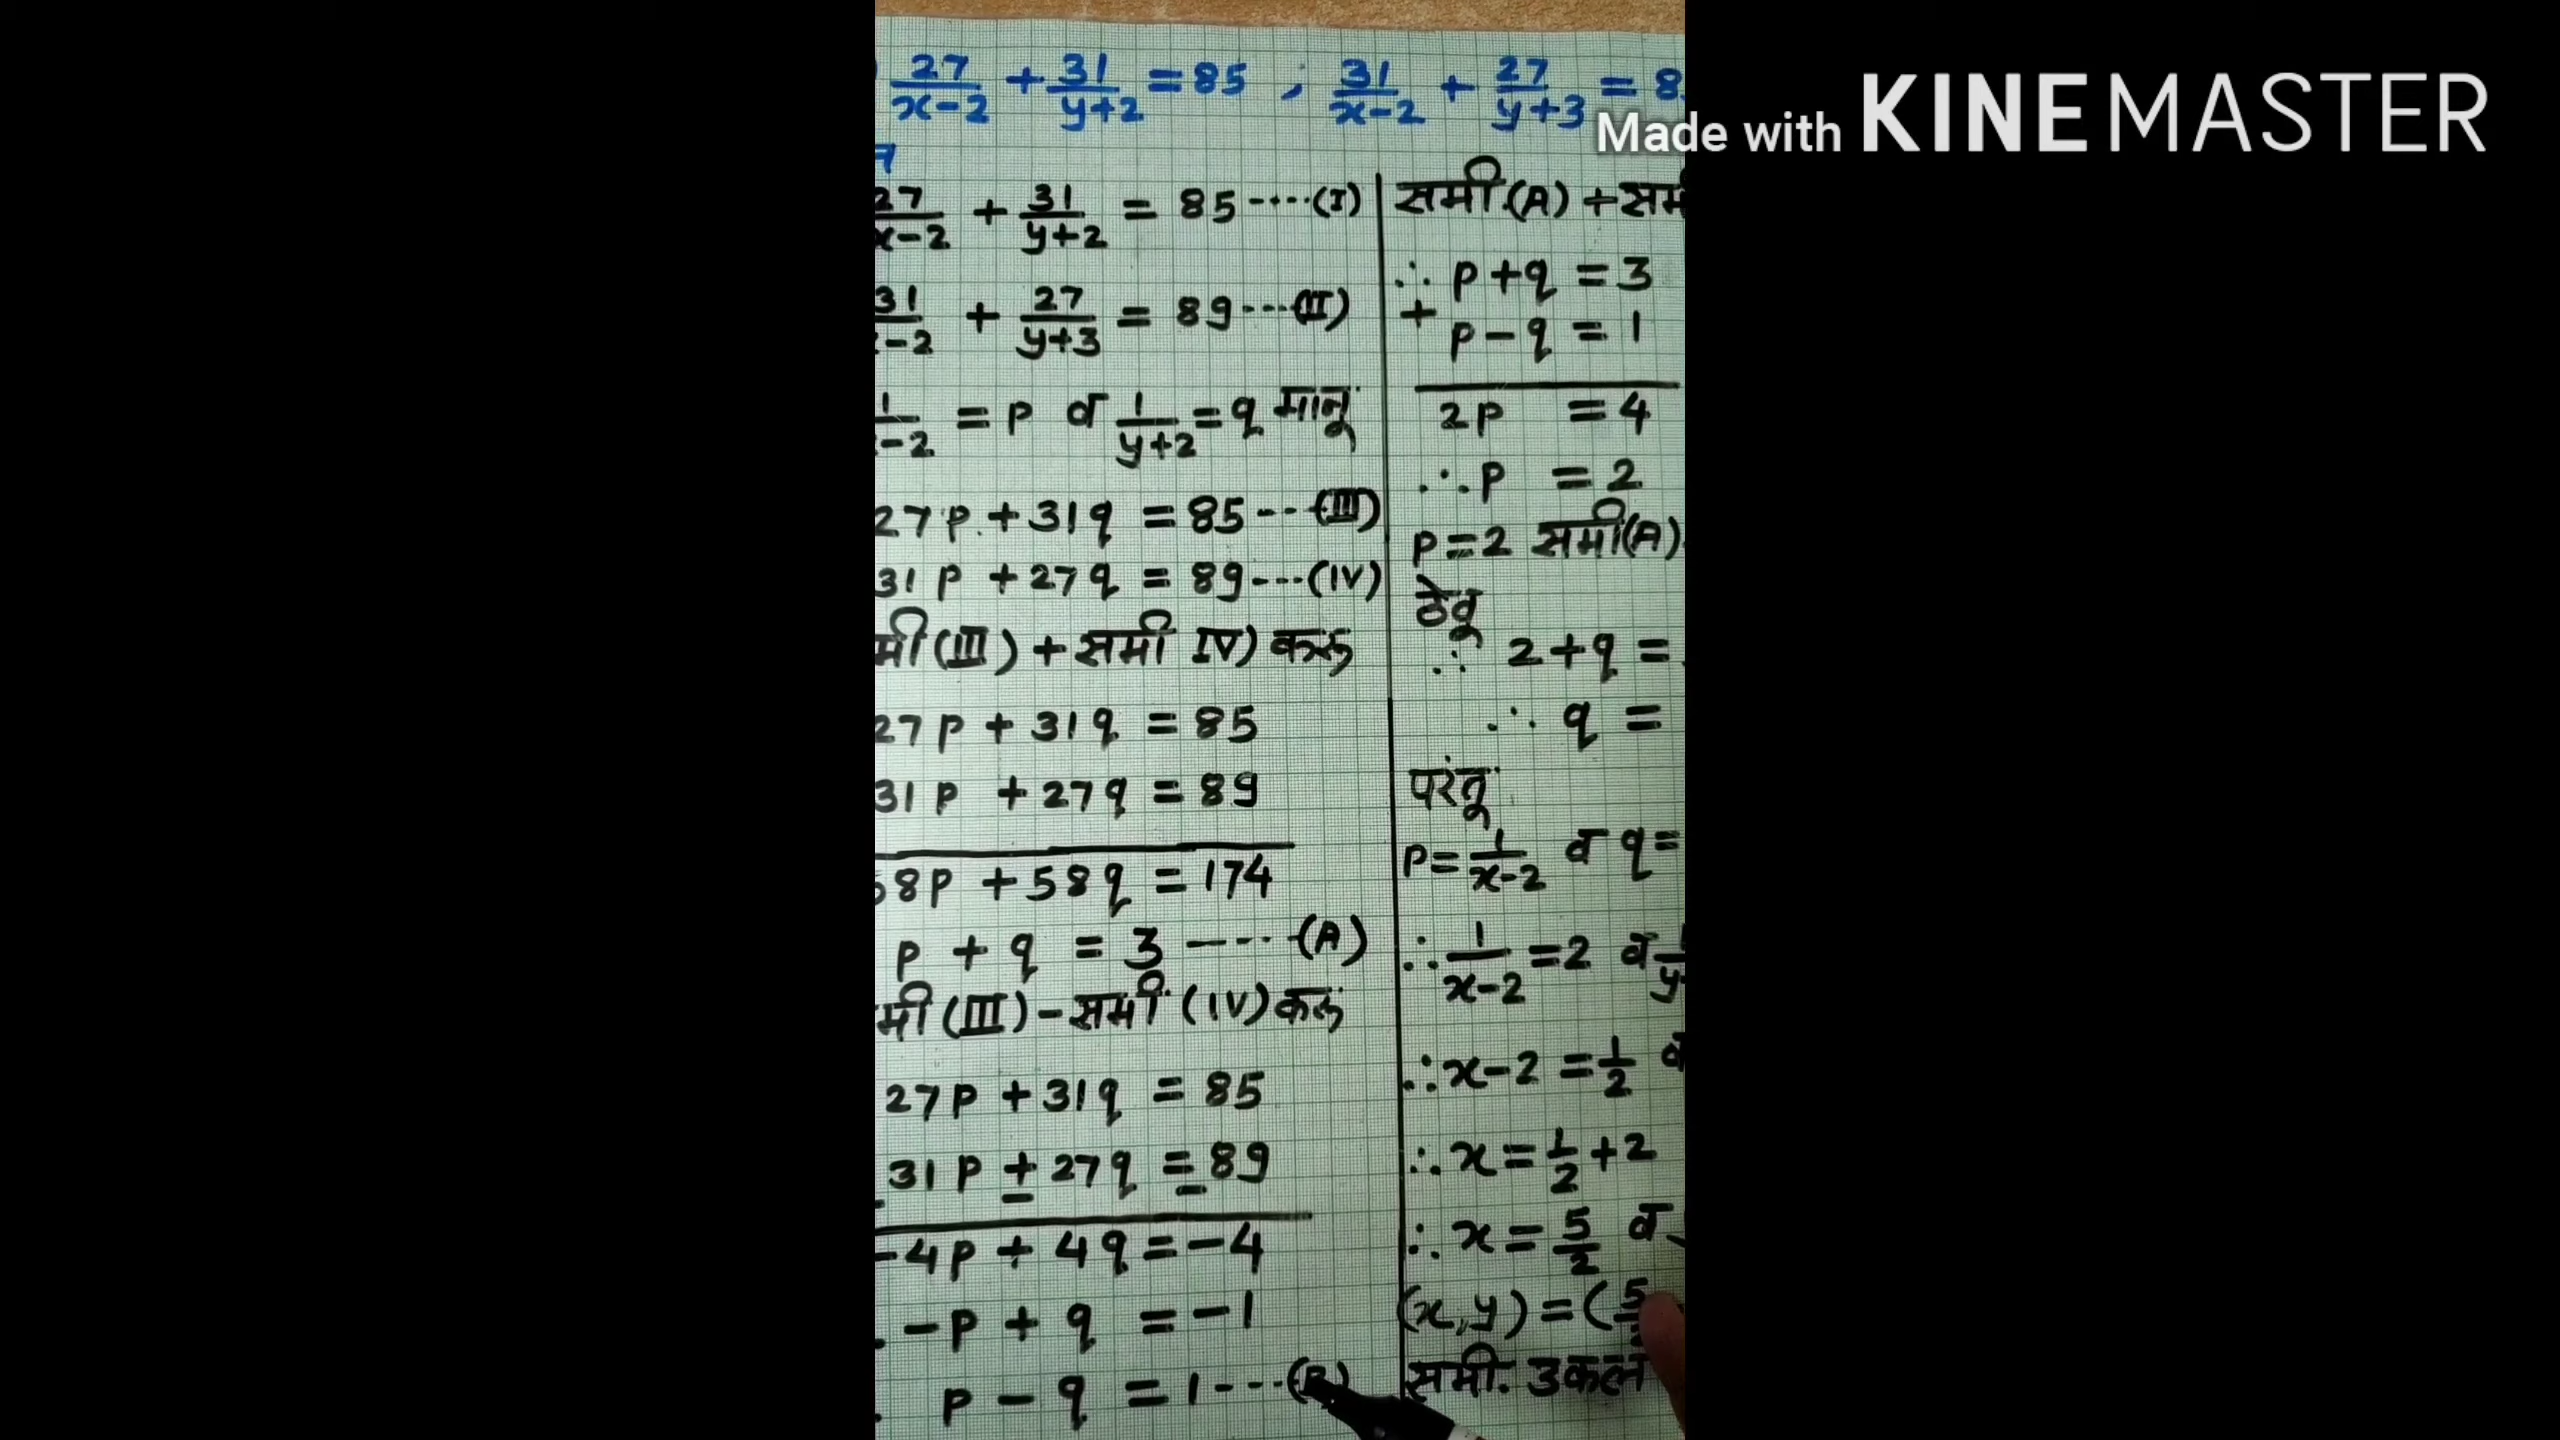 27/x-2 + 31/y+2 = 85 ; 31/x-2 + 27/y+3 = 8
Made with KINEMASTER
27/x-2 + 31/y+2 = 85 ----(I)
31/-2 + 27/y+3 = 89 ---(II)
1/-2 = p व 1/y+2 = q मानू
27p + 31q = 85 ---(III)
31p + 27q = 89 ---(IV)
मी(III) + समी IV) करू
27p + 31q = 85
31p + 27q = 89
58p + 58q = 174
p + q = 3 ---- (A)
मी(III) - समी (IV) करू
27p + 31q = 85
31p ± 27q = 89
-4p + 4q = -4
-p + q = -1
p - q = 1 ---(B)
समी.(A) + सम
∴ p + q = 3
+ p - q = 1
2p = 4
∴ p = 2
p = 2 समी(A)
ठेवू
∴ 2 + q =
∴ q =
परंतू
p = 1/x-2 व q =
∴ 1/x-2 = 2 व
∴ x-2 = 1/2 व
∴ x = 1/2 + 2
∴ x = 5/2 व
(x, y) = (5
समी. उकल